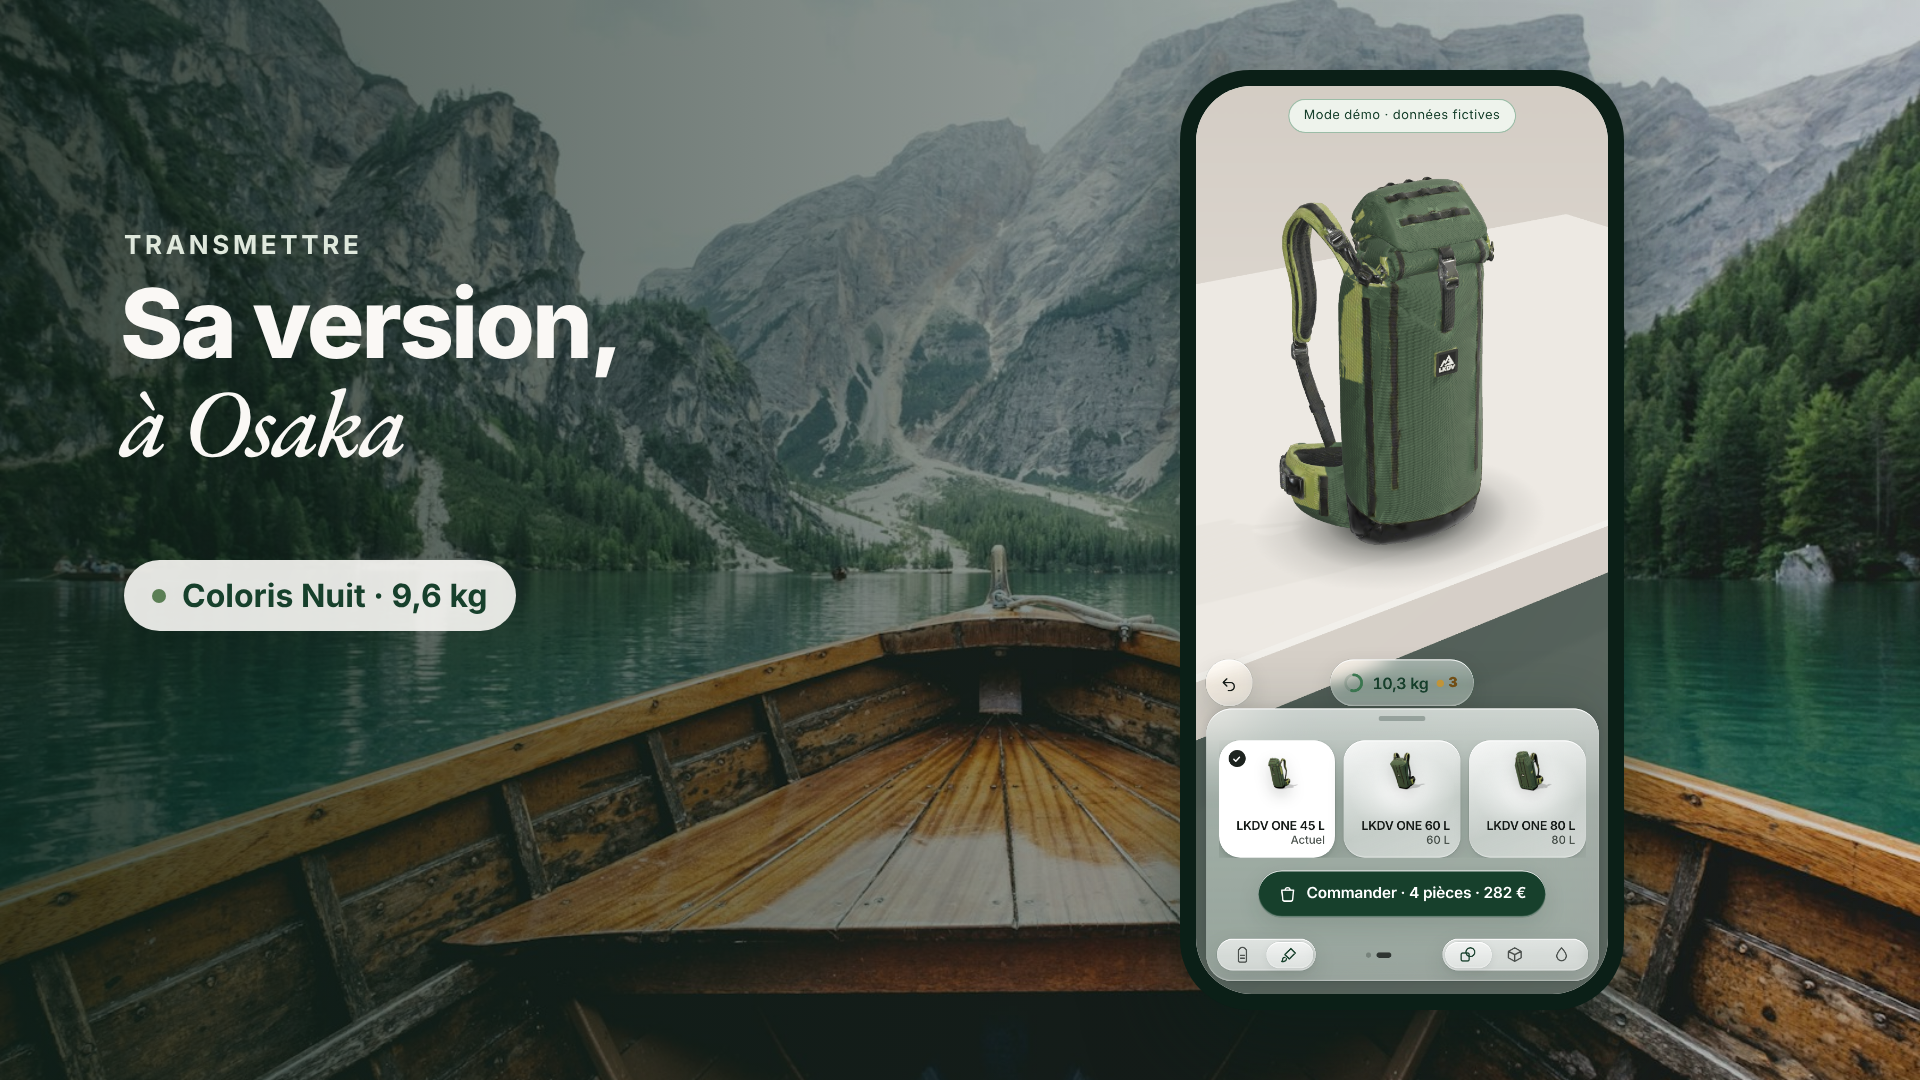 TRANSMETTRE
Sa version,
à Osaka
Coloris Nuit · 9,6 kg
Mode démo · données fictives
LKDV
10,3 kg 3
LKDV ONE 45 L
Actuel
LKDV ONE 60 L
60 L
LKDV ONE 80 L
80 L
Commander · 4 pièces · 282 €